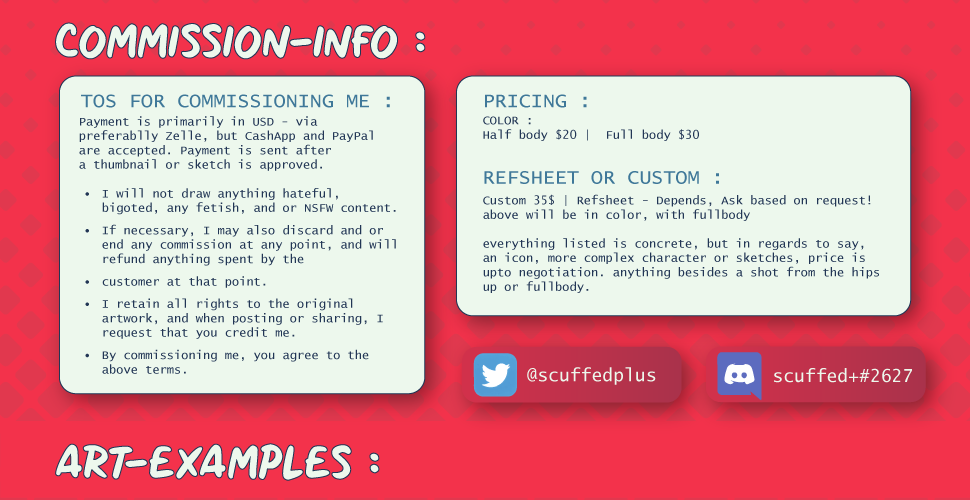 COMMISSION-INFO :
TOS FOR COMMISSIONING ME :
Payment is primarily in USD - via
preferablly Zelle, but CashApp and PayPal
are accepted. Payment is sent after
a thumbnail or sketch is approved.
• I will not draw anything hateful,
bigoted, any fetish, and or NSFW content.
• If necessary, I may also discard and or
end any commission at any point, and will
refund anything spent by the
• customer at that point.
• I retain all rights to the original
artwork, and when posting or sharing, I
request that you credit me.
• By commissioning me, you agree to the
above terms.
PRICING :
COLOR :
Half body $20 | Full body $30
REFSHEET OR CUSTOM :
Custom 35$ | Refsheet - Depends, Ask based on request!
above will be in color, with fullbody
everything listed is concrete, but in regards to say,
an icon, more complex character or sketches, price is
upto negotiation. anything besides a shot from the hips
up or fullbody.
@scuffedplus
scuffed+#2627
ART-EXAMPLES :